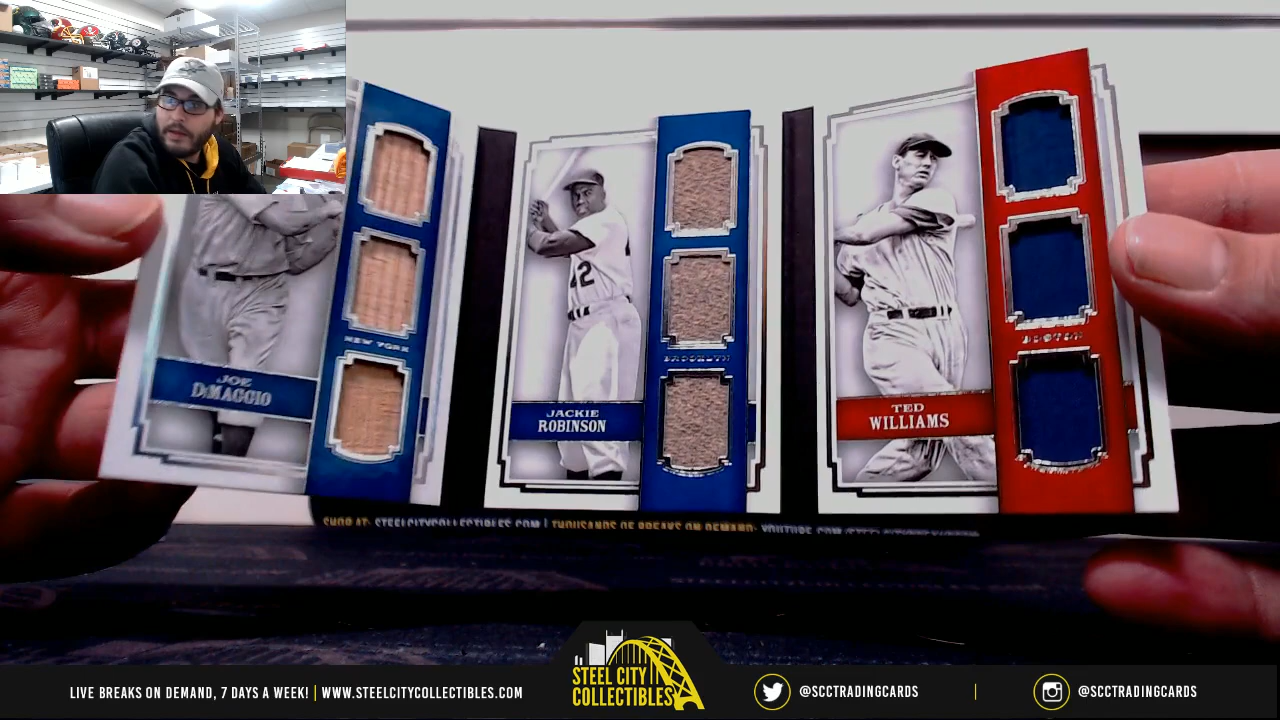 JOE
DiMAGGIO
NEW YORK
42
JACKIE
ROBINSON
BROOKLYN
TED
WILLIAMS
BOSTON
SHOP AT: STEELCITYCOLLECTIBLES.COM | THOUSANDS OF BREAKS ON DEMAND:
LIVE BREAKS ON DEMAND, 7 DAYS A WEEK! | WWW.STEELCITYCOLLECTIBLES.COM
STEEL CITY
COLLECTIBLES
@SCCTRADINGCARDS
@SCCTRADINGCARDS